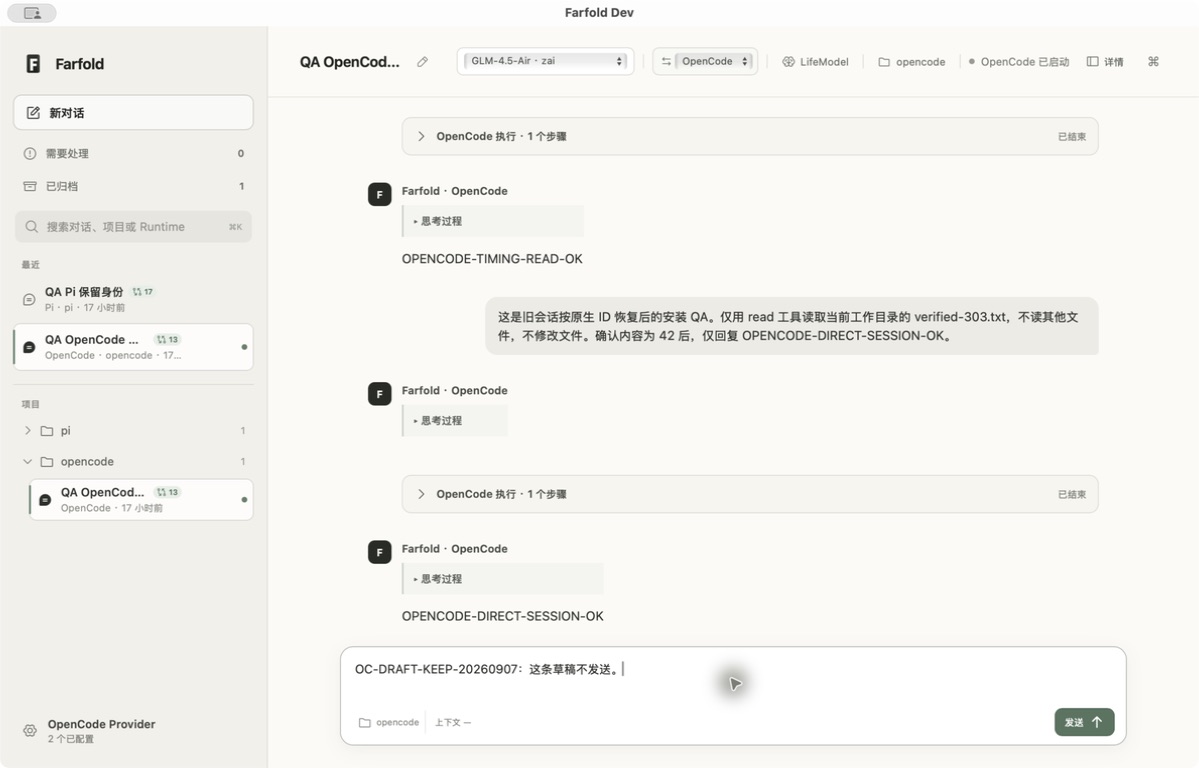 Farfold Dev
Farfold
新对话
需要处理 0
已归档 1
搜索对话、项目或 Runtime ⌘K
最近
QA Pi 保留身份 17
Pi · pi · 17 小时前
QA OpenCode ... 13
OpenCode · opencode · 17...
项目
pi 1
opencode 1
QA OpenCod... 13
OpenCode · 17 小时前
OpenCode Provider
2 个已配置
QA OpenCod... GLM-4.5-Air · zai OpenCode LifeModel opencode OpenCode 已启动 详情 ⌘
OpenCode 执行 · 1 个步骤 已结束
F Farfold · OpenCode
思考过程
OPENCODE-TIMING-READ-OK
这是旧会话按原生 ID 恢复后的安装 QA。仅用 read 工具读取当前工作目录的 verified-303.txt，不读其他文
件，不修改文件。确认内容为 42 后，仅回复 OPENCODE-DIRECT-SESSION-OK。
F Farfold · OpenCode
思考过程
OpenCode 执行 · 1 个步骤 已结束
F Farfold · OpenCode
思考过程
OPENCODE-DIRECT-SESSION-OK
OC-DRAFT-KEEP-20260907：这条草稿不发送。
opencode 上下文 —
发送